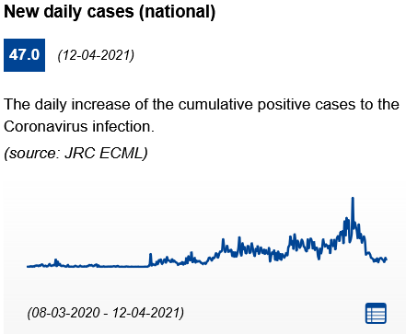 New daily cases (national)
47.0 (12-04-2021)
The daily increase of the cumulative positive cases to the
Coronavirus infection.
(source: JRC ECML)
(08-03-2020 - 12-04-2021)